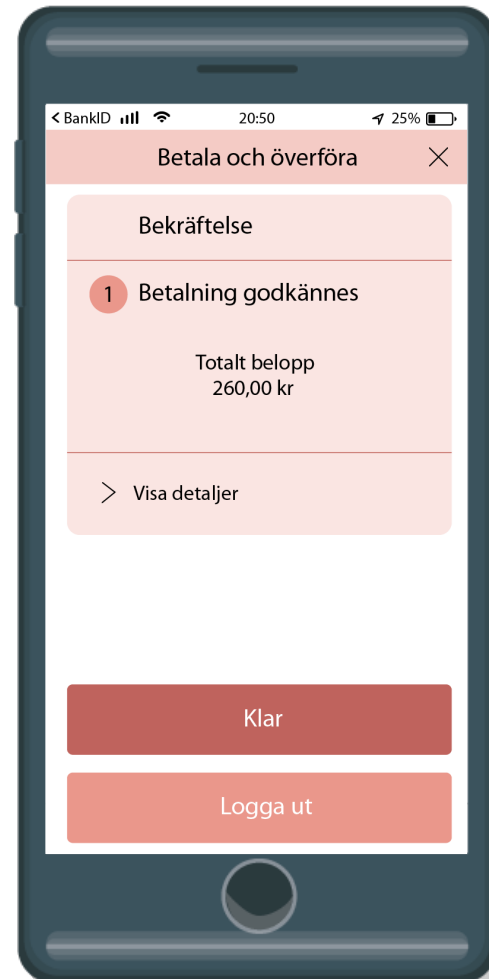 BankID 20:50 25%
Betala och överföra
Bekräftelse
1 Betalning godkännes
Totalt belopp
260,00 kr
Visa detaljer
Klar
Logga ut